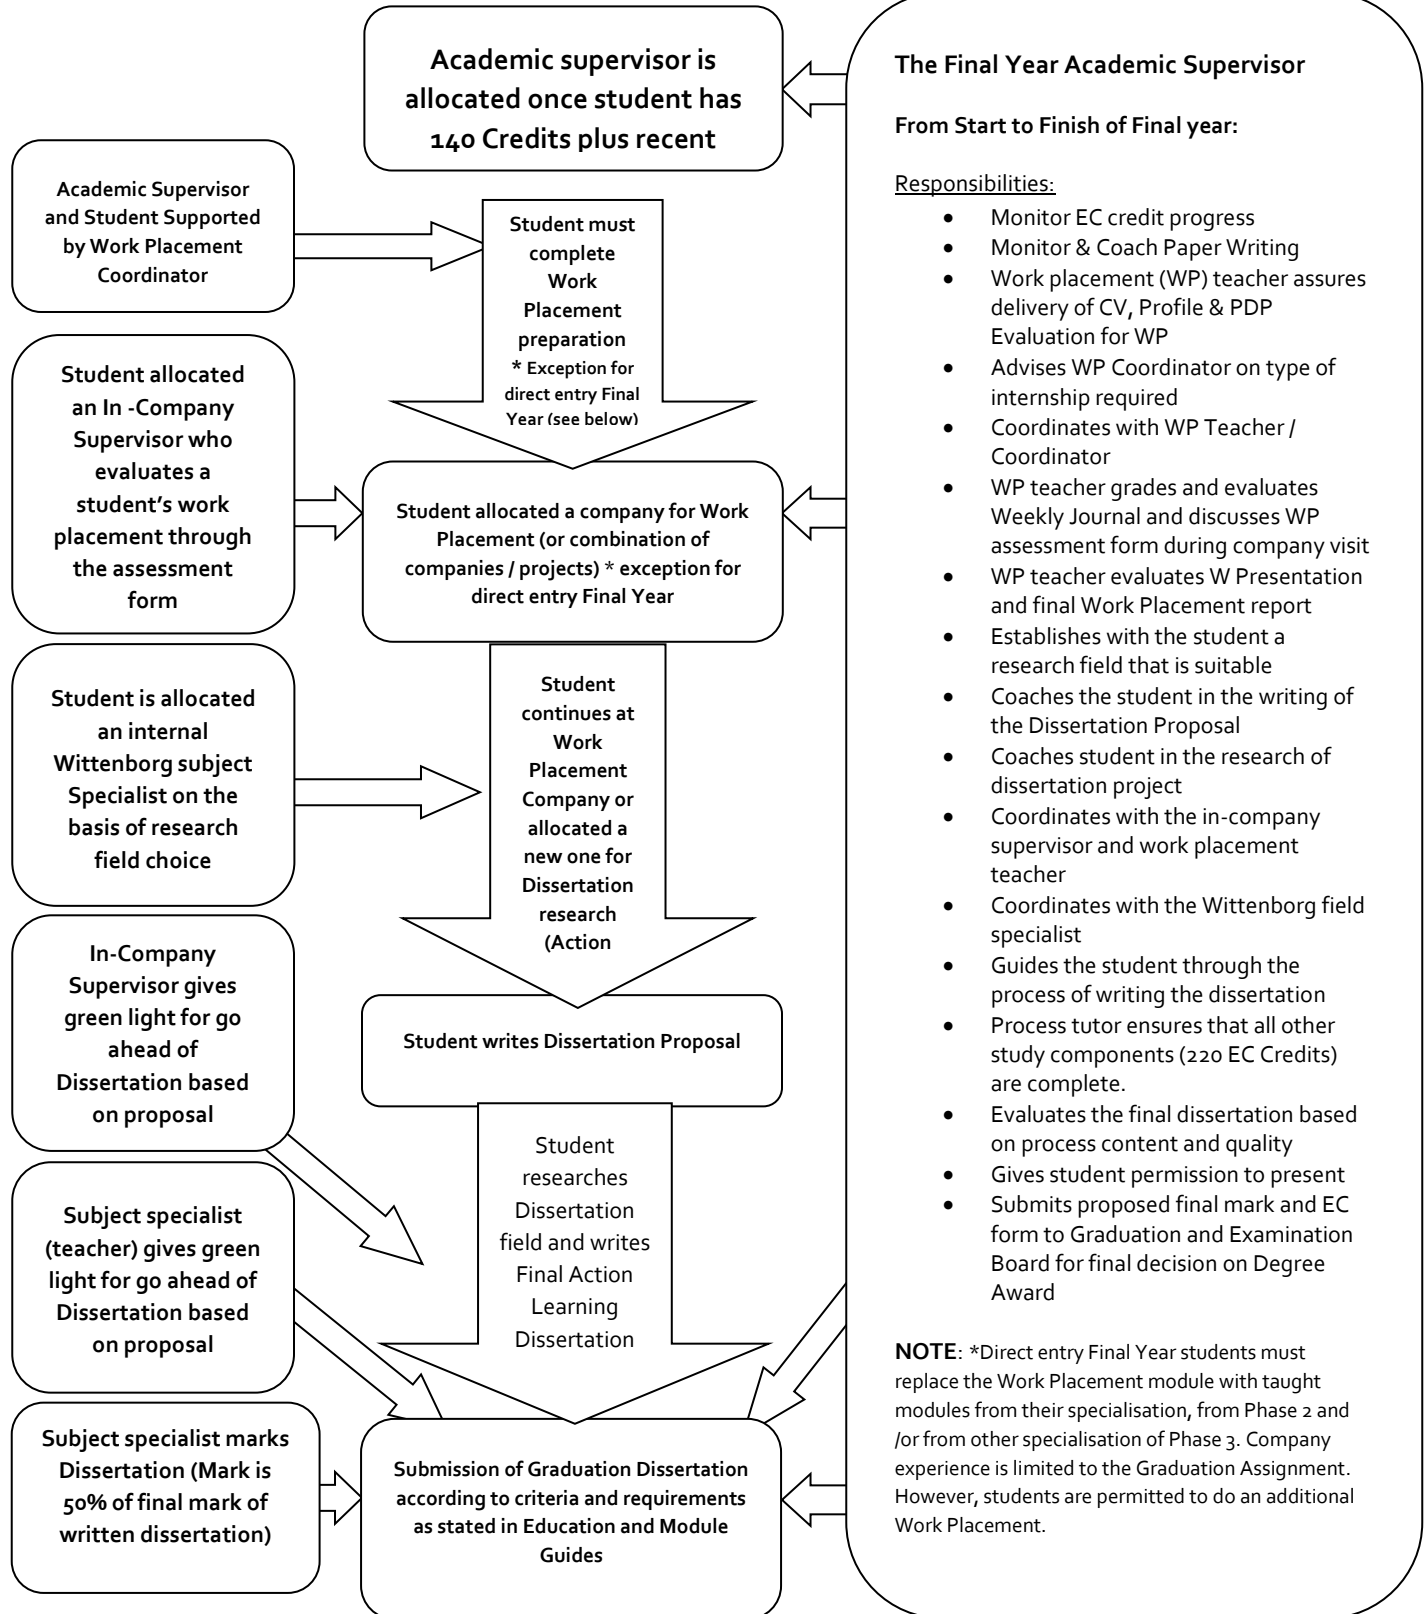 Academic supervisor is
allocated once student has
140 Credits plus recent
Academic Supervisor
and Student Supported
by Work Placement
Coordinator
Student must
complete
Work
Placement
preparation
* Exception for
direct entry Final
Year (see below)
Student allocated
an In -Company
Supervisor who
evaluates a
student's work
placement through
the assessment
form
Student allocated a company for Work
Placement (or combination of
companies / projects) * exception for
direct entry Final Year
Student is allocated
an internal
Wittenborg subject
Specialist on the
basis of research
field choice
Student
continues at
Work
Placement
Company or
allocated a
new one for
Dissertation
research
(Action
In-Company
Supervisor gives
green light for go
ahead of
Dissertation based
on proposal
Student writes Dissertation Proposal
Subject specialist
(teacher) gives green
light for go ahead of
Dissertation based
on proposal
Student
researches
Dissertation
field and writes
Final Action
Learning
Dissertation
Subject specialist marks
Dissertation (Mark is
50% of final mark of
written dissertation)
Submission of Graduation Dissertation
according to criteria and requirements
as stated in Education and Module
Guides
The Final Year Academic Supervisor
From Start to Finish of Final year:
Responsibilities:
• Monitor EC credit progress
• Monitor & Coach Paper Writing
• Work placement (WP) teacher assures
delivery of CV, Profile & PDP
Evaluation for WP
• Advises WP Coordinator on type of
internship required
• Coordinates with WP Teacher /
Coordinator
• WP teacher grades and evaluates
Weekly Journal and discusses WP
assessment form during company visit
• WP teacher evaluates W Presentation
and final Work Placement report
• Establishes with the student a
research field that is suitable
• Coaches the student in the writing of
the Dissertation Proposal
• Coaches student in the research of
dissertation project
• Coordinates with the in-company
supervisor and work placement
teacher
• Coordinates with the Wittenborg field
specialist
• Guides the student through the
process of writing the dissertation
• Process tutor ensures that all other
study components (220 EC Credits)
are complete.
• Evaluates the final dissertation based
on process content and quality
• Gives student permission to present
• Submits proposed final mark and EC
form to Graduation and Examination
Board for final decision on Degree
Award
NOTE: *Direct entry Final Year students must
replace the Work Placement module with taught
modules from their specialisation, from Phase 2 and
/or from other specialisation of Phase 3. Company
experience is limited to the Graduation Assignment.
However, students are permitted to do an additional
Work Placement.